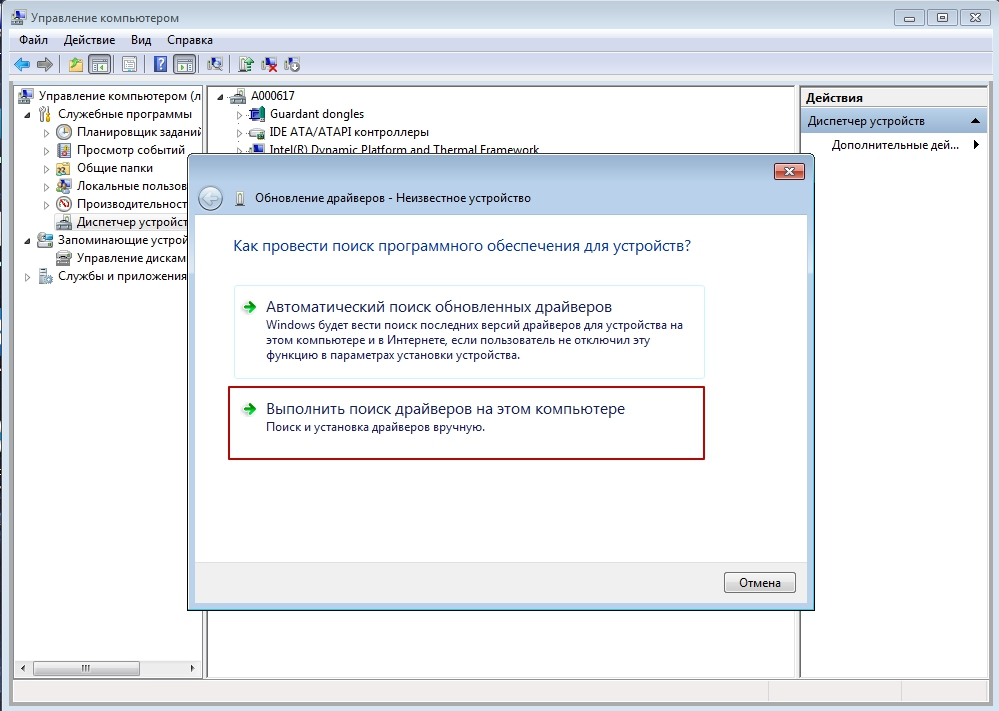 Управление компьютером
Файл Действие Вид Справка
Управление компьютером (л
Служебные программы
Планировщик заданий
Просмотр событий
Общие папки
Локальные пользов
Производительност
Диспетчер устройст
Запоминающие устрой
Управление дискам
Службы и приложения
A000617
Guardant dongles
IDE ATA/ATAPI контроллеры
Intel(R) Dynamic Platform and Thermal Framework
Действия
Диспетчер устройств
Дополнительные дей...
Обновление драйверов - Неизвестное устройство
Как провести поиск программного обеспечения для устройств?
Автоматический поиск обновленных драйверов
Windows будет вести поиск последних версий драйверов для устройства на
этом компьютере и в Интернете, если пользователь не отключил эту
функцию в параметрах установки устройства.
Выполнить поиск драйверов на этом компьютере
Поиск и установка драйверов вручную.
Отмена